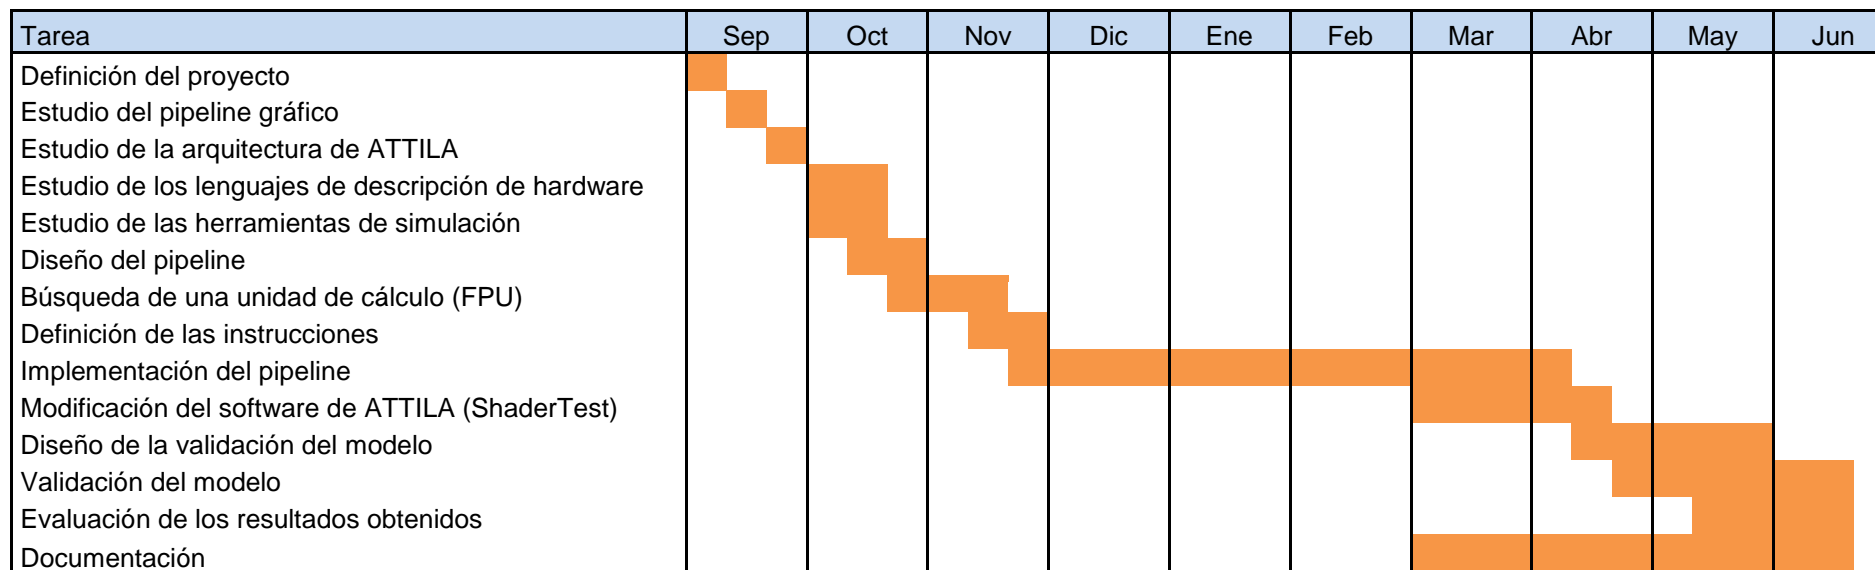 Tarea Sep Oct Nov Dic Ene Feb Mar Abr May Jun
Definición del proyecto
Estudio del pipeline gráfico
Estudio de la arquitectura de ATTILA
Estudio de los lenguajes de descripción de hardware
Estudio de las herramientas de simulación
Diseño del pipeline
Búsqueda de una unidad de cálculo (FPU)
Definición de las instrucciones
Implementación del pipeline
Modificación del software de ATTILA (ShaderTest)
Diseño de la validación del modelo
Validación del modelo
Evaluación de los resultados obtenidos
Documentación